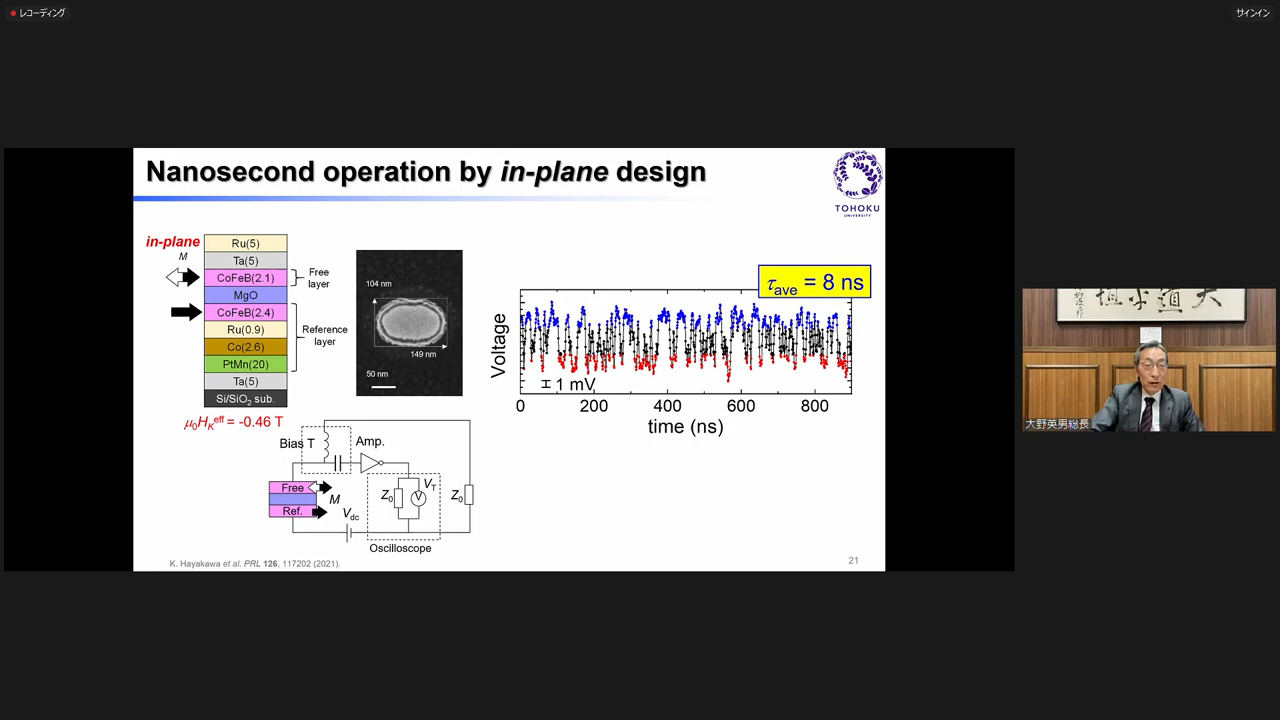 レコーディング
サインイン
Nanosecond operation by in-plane design
TOHOKU
UNIVERSITY
in-plane
M
Ru(5)
Ta(5)
CoFeB(2.1)
MgO
CoFeB(2.4)
Ru(0.9)
Co(2.6)
PtMn(20)
Ta(5)
Si/SiO2 sub.
Free
layer
Reference
layer
μ0HKeff = -0.46 T
104 nm
149 nm
50 nm
τave = 8 ns
Voltage
1 mV
0 200 400 600 800
time (ns)
Bias T
Amp.
Free
Ref.
M
Vdc
Z0
V
VT
Z0
Oscilloscope
K. Hayakawa et al. PRL 126, 117202 (2021).
21
大野英男総長